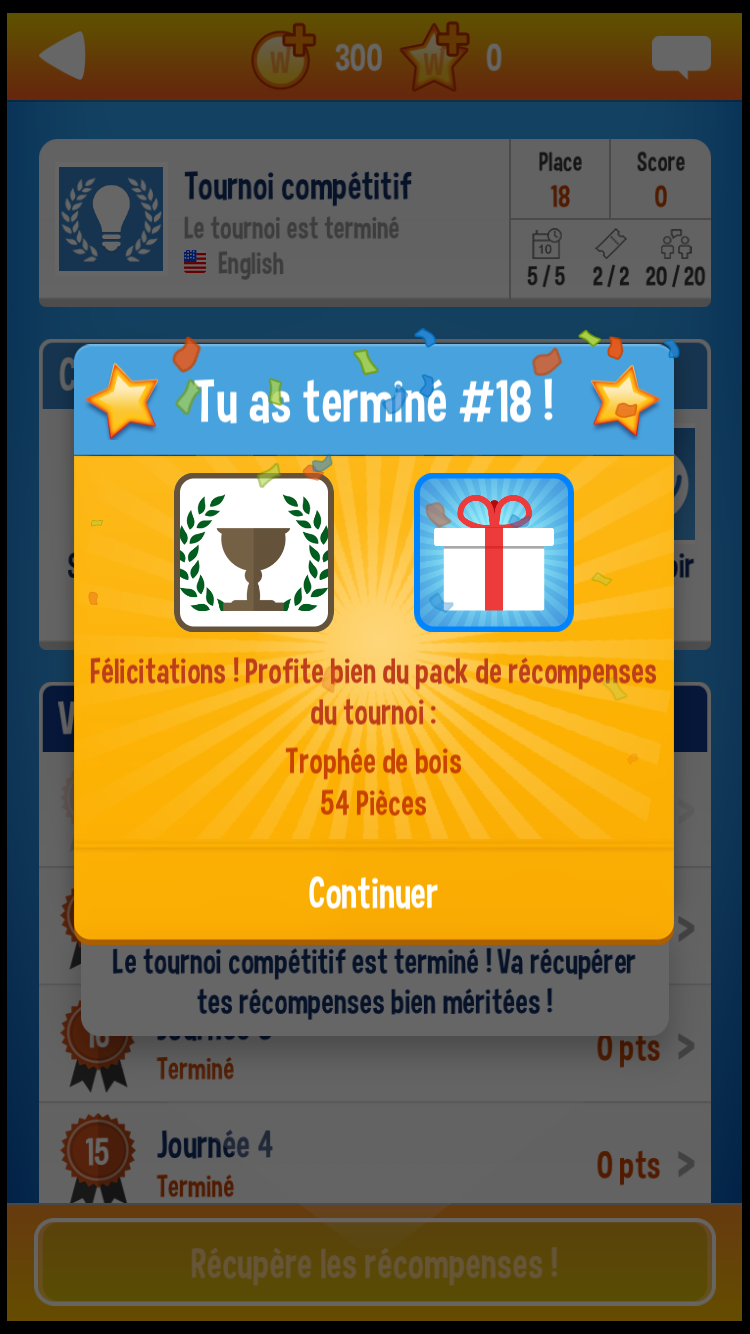 300
0
Tournoi compétitif
Le tournoi est terminé
English
Place
18
Score
0
10
5/5
2/2
20/20
Tu as terminé #18 !
Félicitations ! Profite bien du pack de récompenses
du tournoi :
Trophée de bois
54 Pièces
Continuer
Le tournoi compétitif est terminé ! Va récupérer
tes récompenses bien méritées !
Terminé
0 pts
15
Journée 4
Terminé
0 pts
Récupère les récompenses !